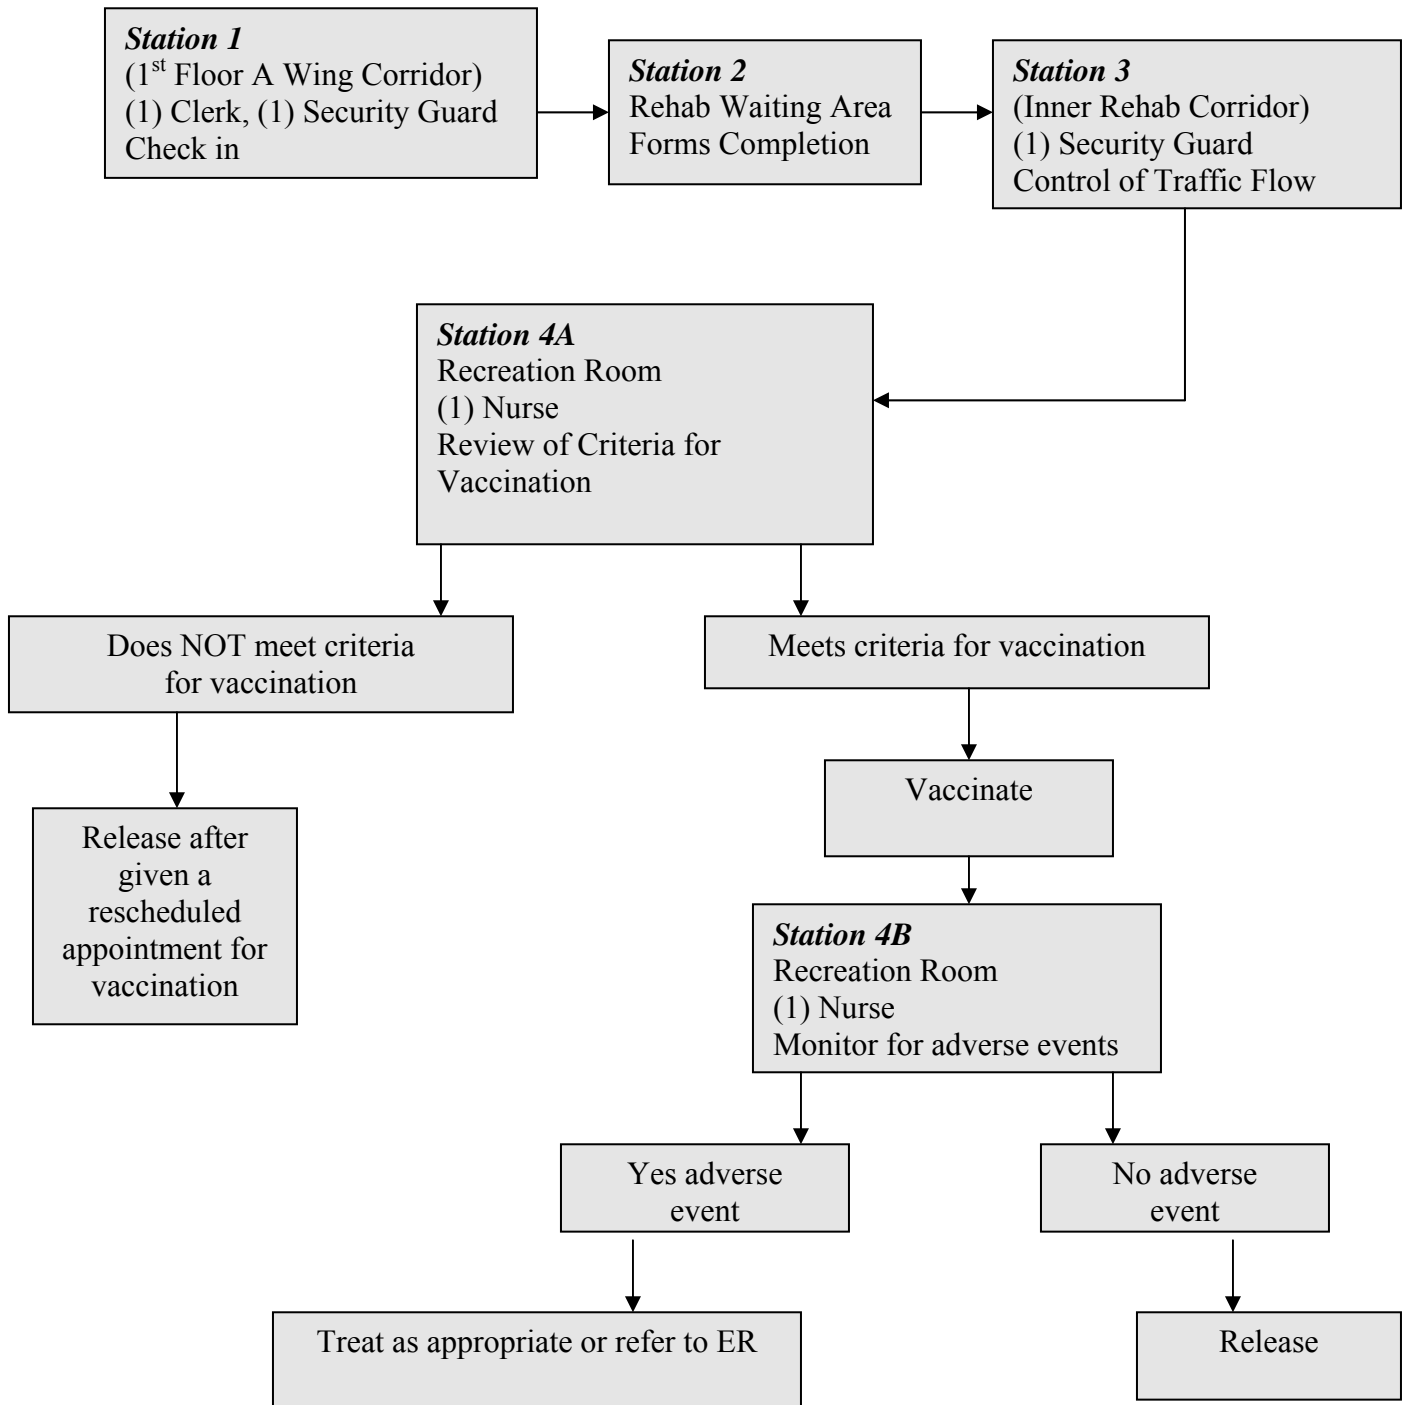 Station 1
(1st Floor A Wing Corridor)
(1) Clerk, (1) Security Guard
Check in
Station 2
Rehab Waiting Area
Forms Completion
Station 3
(Inner Rehab Corridor)
(1) Security Guard
Control of Traffic Flow
Station 4A
Recreation Room
(1) Nurse
Review of Criteria for
Vaccination
Does NOT meet criteria
for vaccination
Meets criteria for vaccination
Release after
given a
rescheduled
appointment for
vaccination
Vaccinate
Station 4B
Recreation Room
(1) Nurse
Monitor for adverse events
Yes adverse
event
No adverse
event
Treat as appropriate or refer to ER
Release